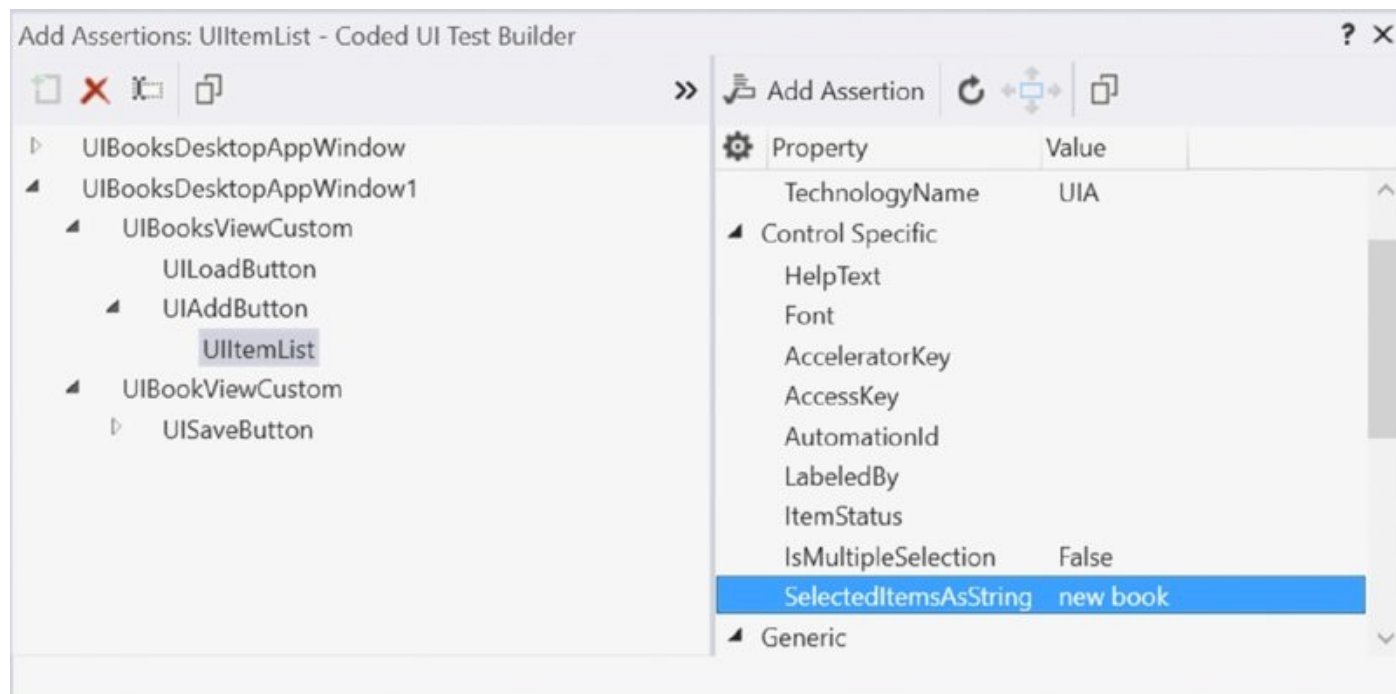 Add Assertions: UIItemList - Coded UI Test Builder
? ×
» Add Assertion
UIBooksDesktopAppWindow
UIBooksDesktopAppWindow1
UIBooksViewCustom
UILoadButton
UIAddButton
UIItemList
UIBookViewCustom
UISaveButton
Property Value
TechnologyName UIA
Control Specific
HelpText
Font
AcceleratorKey
AccessKey
AutomationId
LabeledBy
ItemStatus
IsMultipleSelection False
SelectedItemsAsString new book
Generic